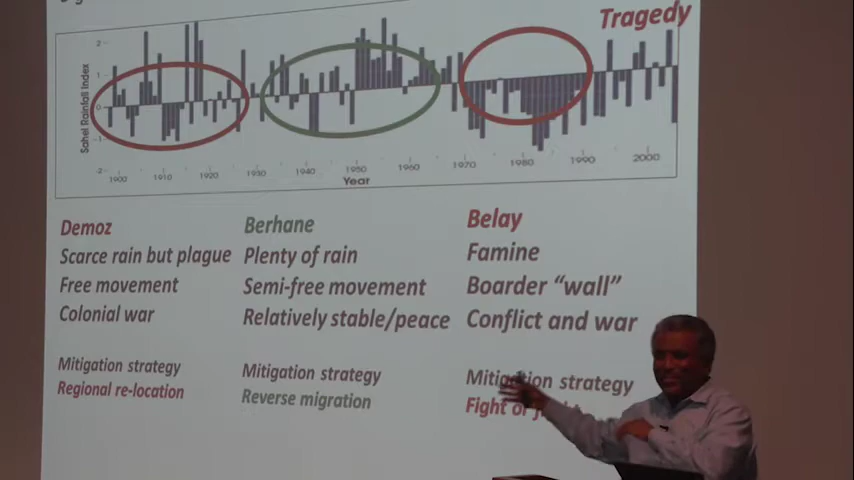 Tragedy
Sahel Rainfall Index
2
1
0
-1
-2
1900 1910 1920 1930 1940 1950 1960 1970 1980 1990 2000
Year
Demoz
Scarce rain but plague
Free movement
Colonial war
Mitigation strategy
Regional re-location
Berhane
Plenty of rain
Semi-free movement
Relatively stable/peace
Mitigation strategy
Reverse migration
Belay
Famine
Boarder “wall”
Conflict and war
Mitigation strategy
Fight or